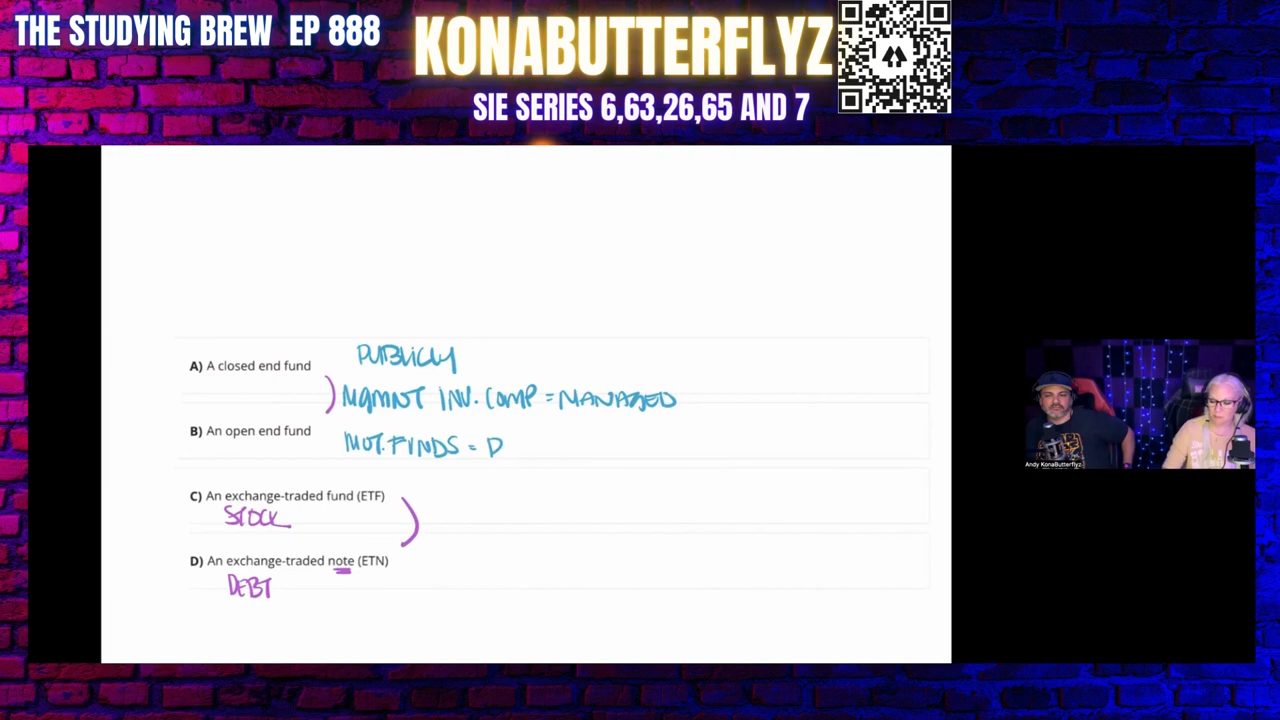 THE STUDYING BREW EP 888
KONABUTTERFLYZ
SIE SERIES 6,63,26,65 AND 7
A) A closed end fund
PUBLICLY
MGMNT INV. COMP = MANAGED
B) An open end fund
MUT. FUNDS = D
C) An exchange-traded fund (ETF)
STOCK
D) An exchange-traded note (ETN)
DEBT
Andy KonaButterflyz